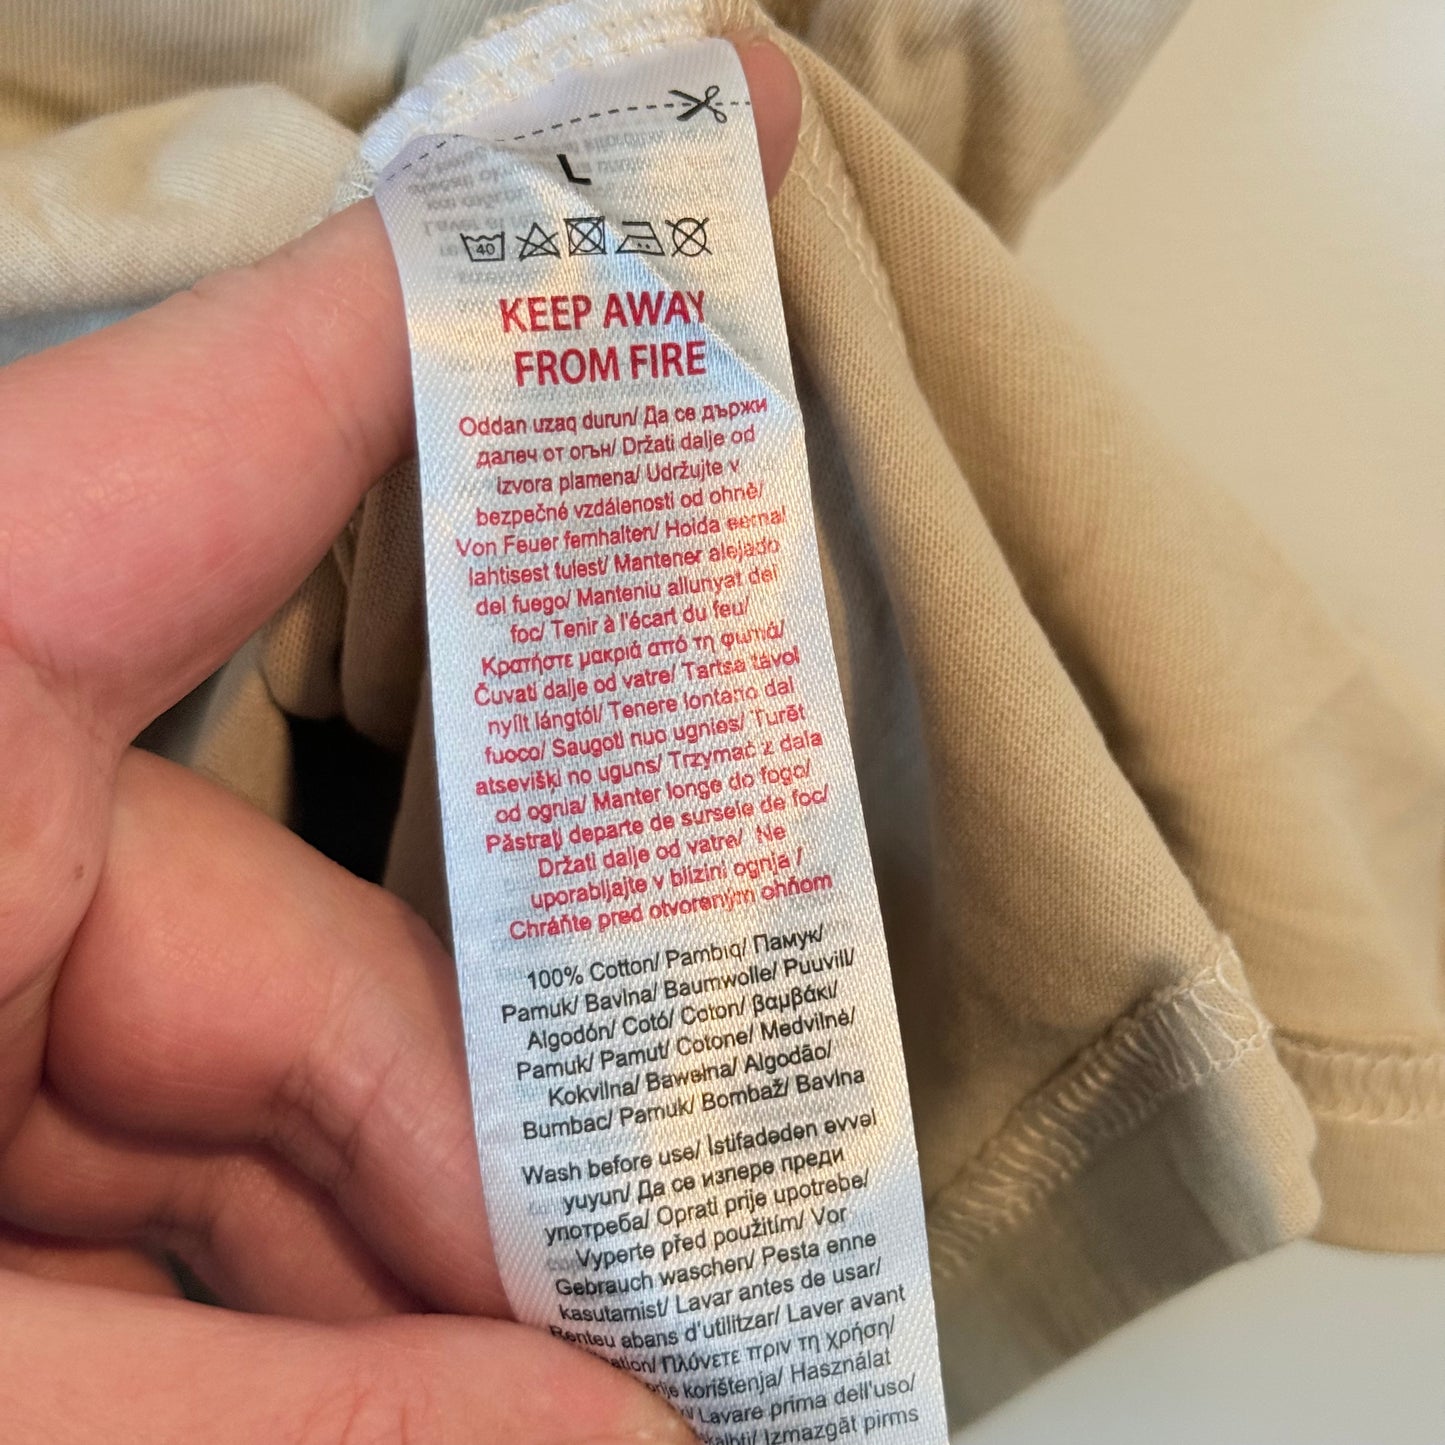 L
40
KEEP AWAY
FROM FIRE
Oddan uzaq durun/ Да се държи
далеч от огън/ Držati dalje od
izvora plamena/ Udržujte v
bezpečné vzdálenosti od ohně/
Von Feuer fernhalten/ Hoida eemal
lahtisest tulest/ Mantener alejado
del fuego/ Manteniu allunyat del
foc/ Tenir à l'écart du feu/
Κρατήστε μακριά από τη φωτιά/
Čuvati dalje od vatre/ Tartsa távol
nyílt lángtól/ Tenere lontano dal
fuoco/ Saugoti nuo ugnies/ Turēt
atsevišķi no uguns/ Trzymać z dala
od ognia/ Manter longe do fogo/
Păstrați departe de sursele de foc/
Držati dalje od vatre/ Ne
uporabljajte v bližini ognja /
Chráňte pred otvoreným ohňom
100% Cotton/ Pambıq/ Памук/
Pamuk/ Bavlna/ Baumwolle/ Puuvill/
Algodón/ Cotó/ Coton/ βαμβάκι/
Pamuk/ Pamut/ Cotone/ Medvilnė/
Kokvilna/ Bawełna/ Algodão/
Bumbac/ Pamuk/ Bombaž/ Bavlna
Wash before use/ İstifadədən əvvəl
yuyun/ Да се изпере преди
употреба/ Oprati prije upotrebe/
Vyperte před použitím/ Vor
Gebrauch waschen/ Pesta enne
kasutamist/ Lavar antes de usar/
Renteu abans d'utilitzar/ Laver avant
Πλύνετε πριν τη χρήση/
prije korištenja/ Használat
Lavare prima dell'uso/
Izmazgāt pirms